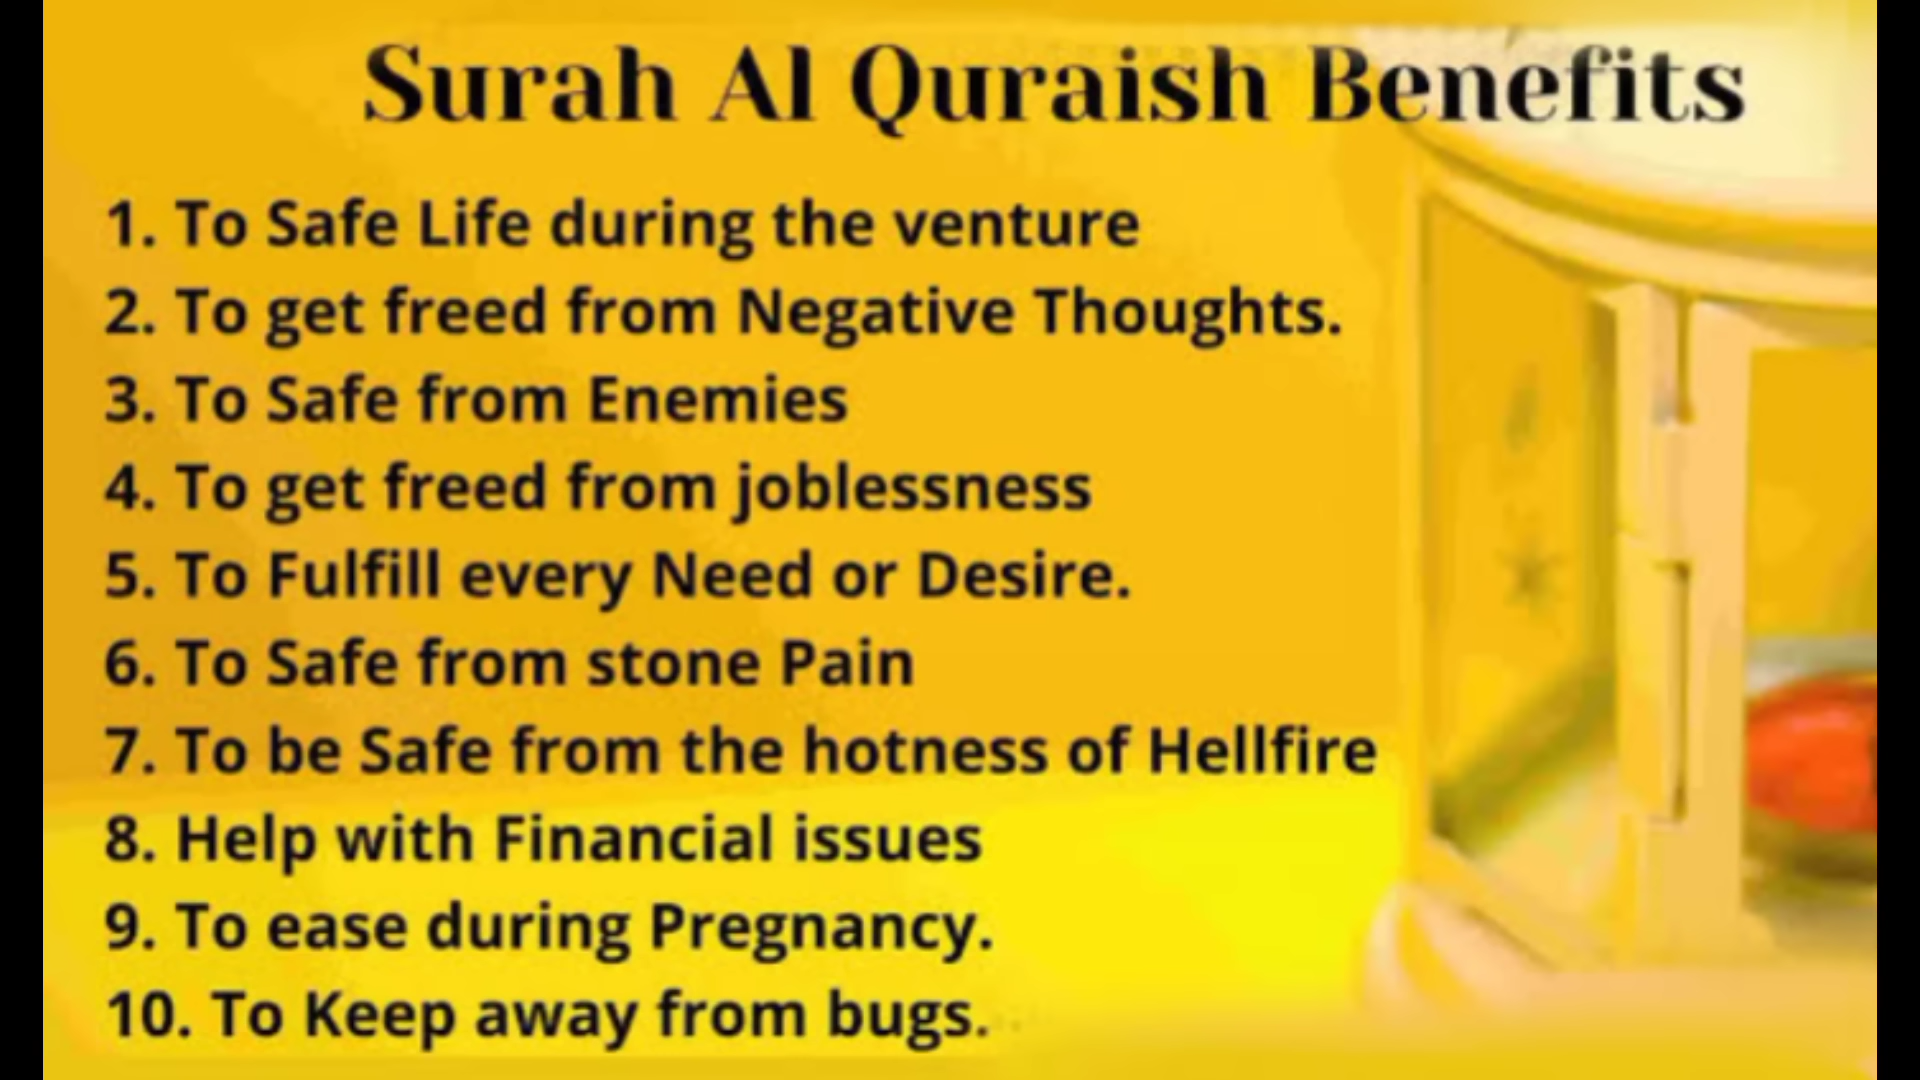 Surah Al Quraish Benefits
1. To Safe Life during the venture
2. To get freed from Negative Thoughts.
3. To Safe from Enemies
4. To get freed from joblessness
5. To Fulfill every Need or Desire.
6. To Safe from stone Pain
7. To be Safe from the hotness of Hellfire
8. Help with Financial issues
9. To ease during Pregnancy.
10. To Keep away from bugs.